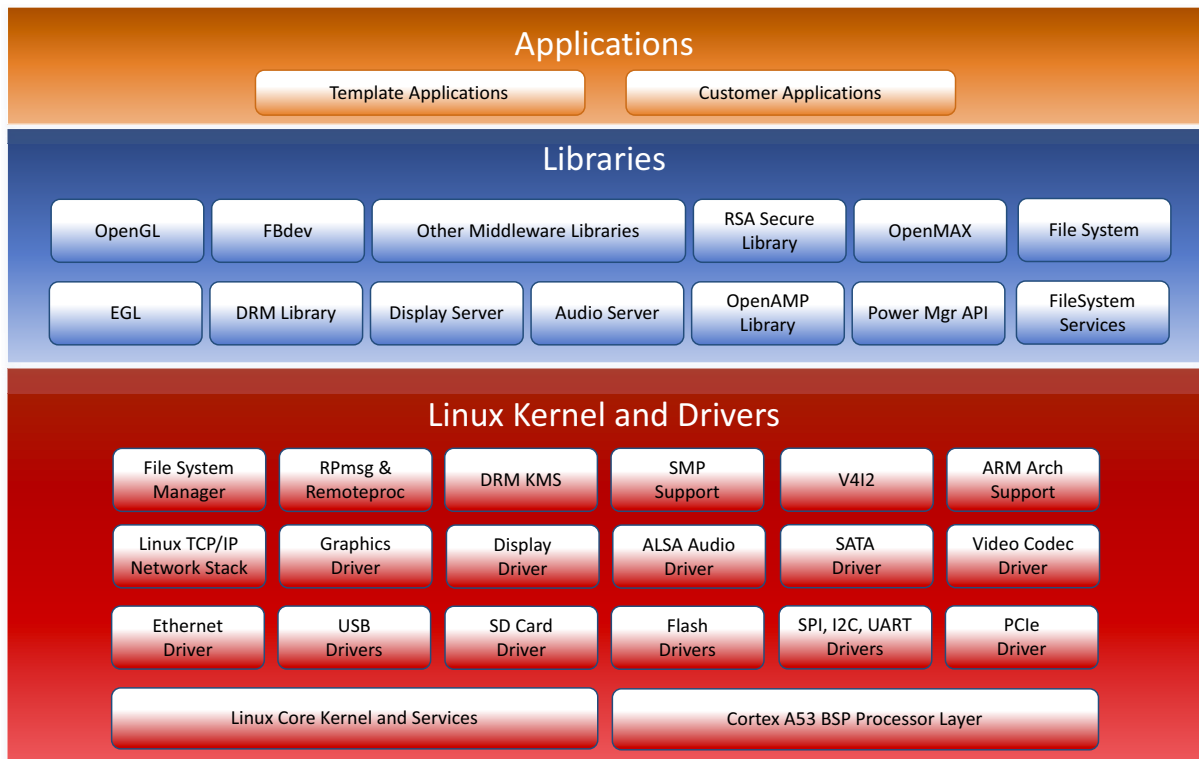 Applications
Template Applications
Customer Applications
Libraries
OpenGL
FBdev
Other Middleware Libraries
RSA Secure
Library
OpenMAX
File System
EGL
DRM Library
Display Server
Audio Server
OpenAMP
Library
Power Mgr API
FileSystem
Services
Linux Kernel and Drivers
File System
Manager
RPmsg &
Remoteproc
DRM KMS
SMP
Support
V4I2
ARM Arch
Support
Linux TCP/IP
Network Stack
Graphics
Driver
Display
Driver
ALSA Audio
Driver
SATA
Driver
Video Codec
Driver
Ethernet
Driver
USB
Drivers
SD Card
Driver
Flash
Drivers
SPI, I2C, UART
Drivers
PCIe
Driver
Linux Core Kernel and Services
Cortex A53 BSP Processor Layer